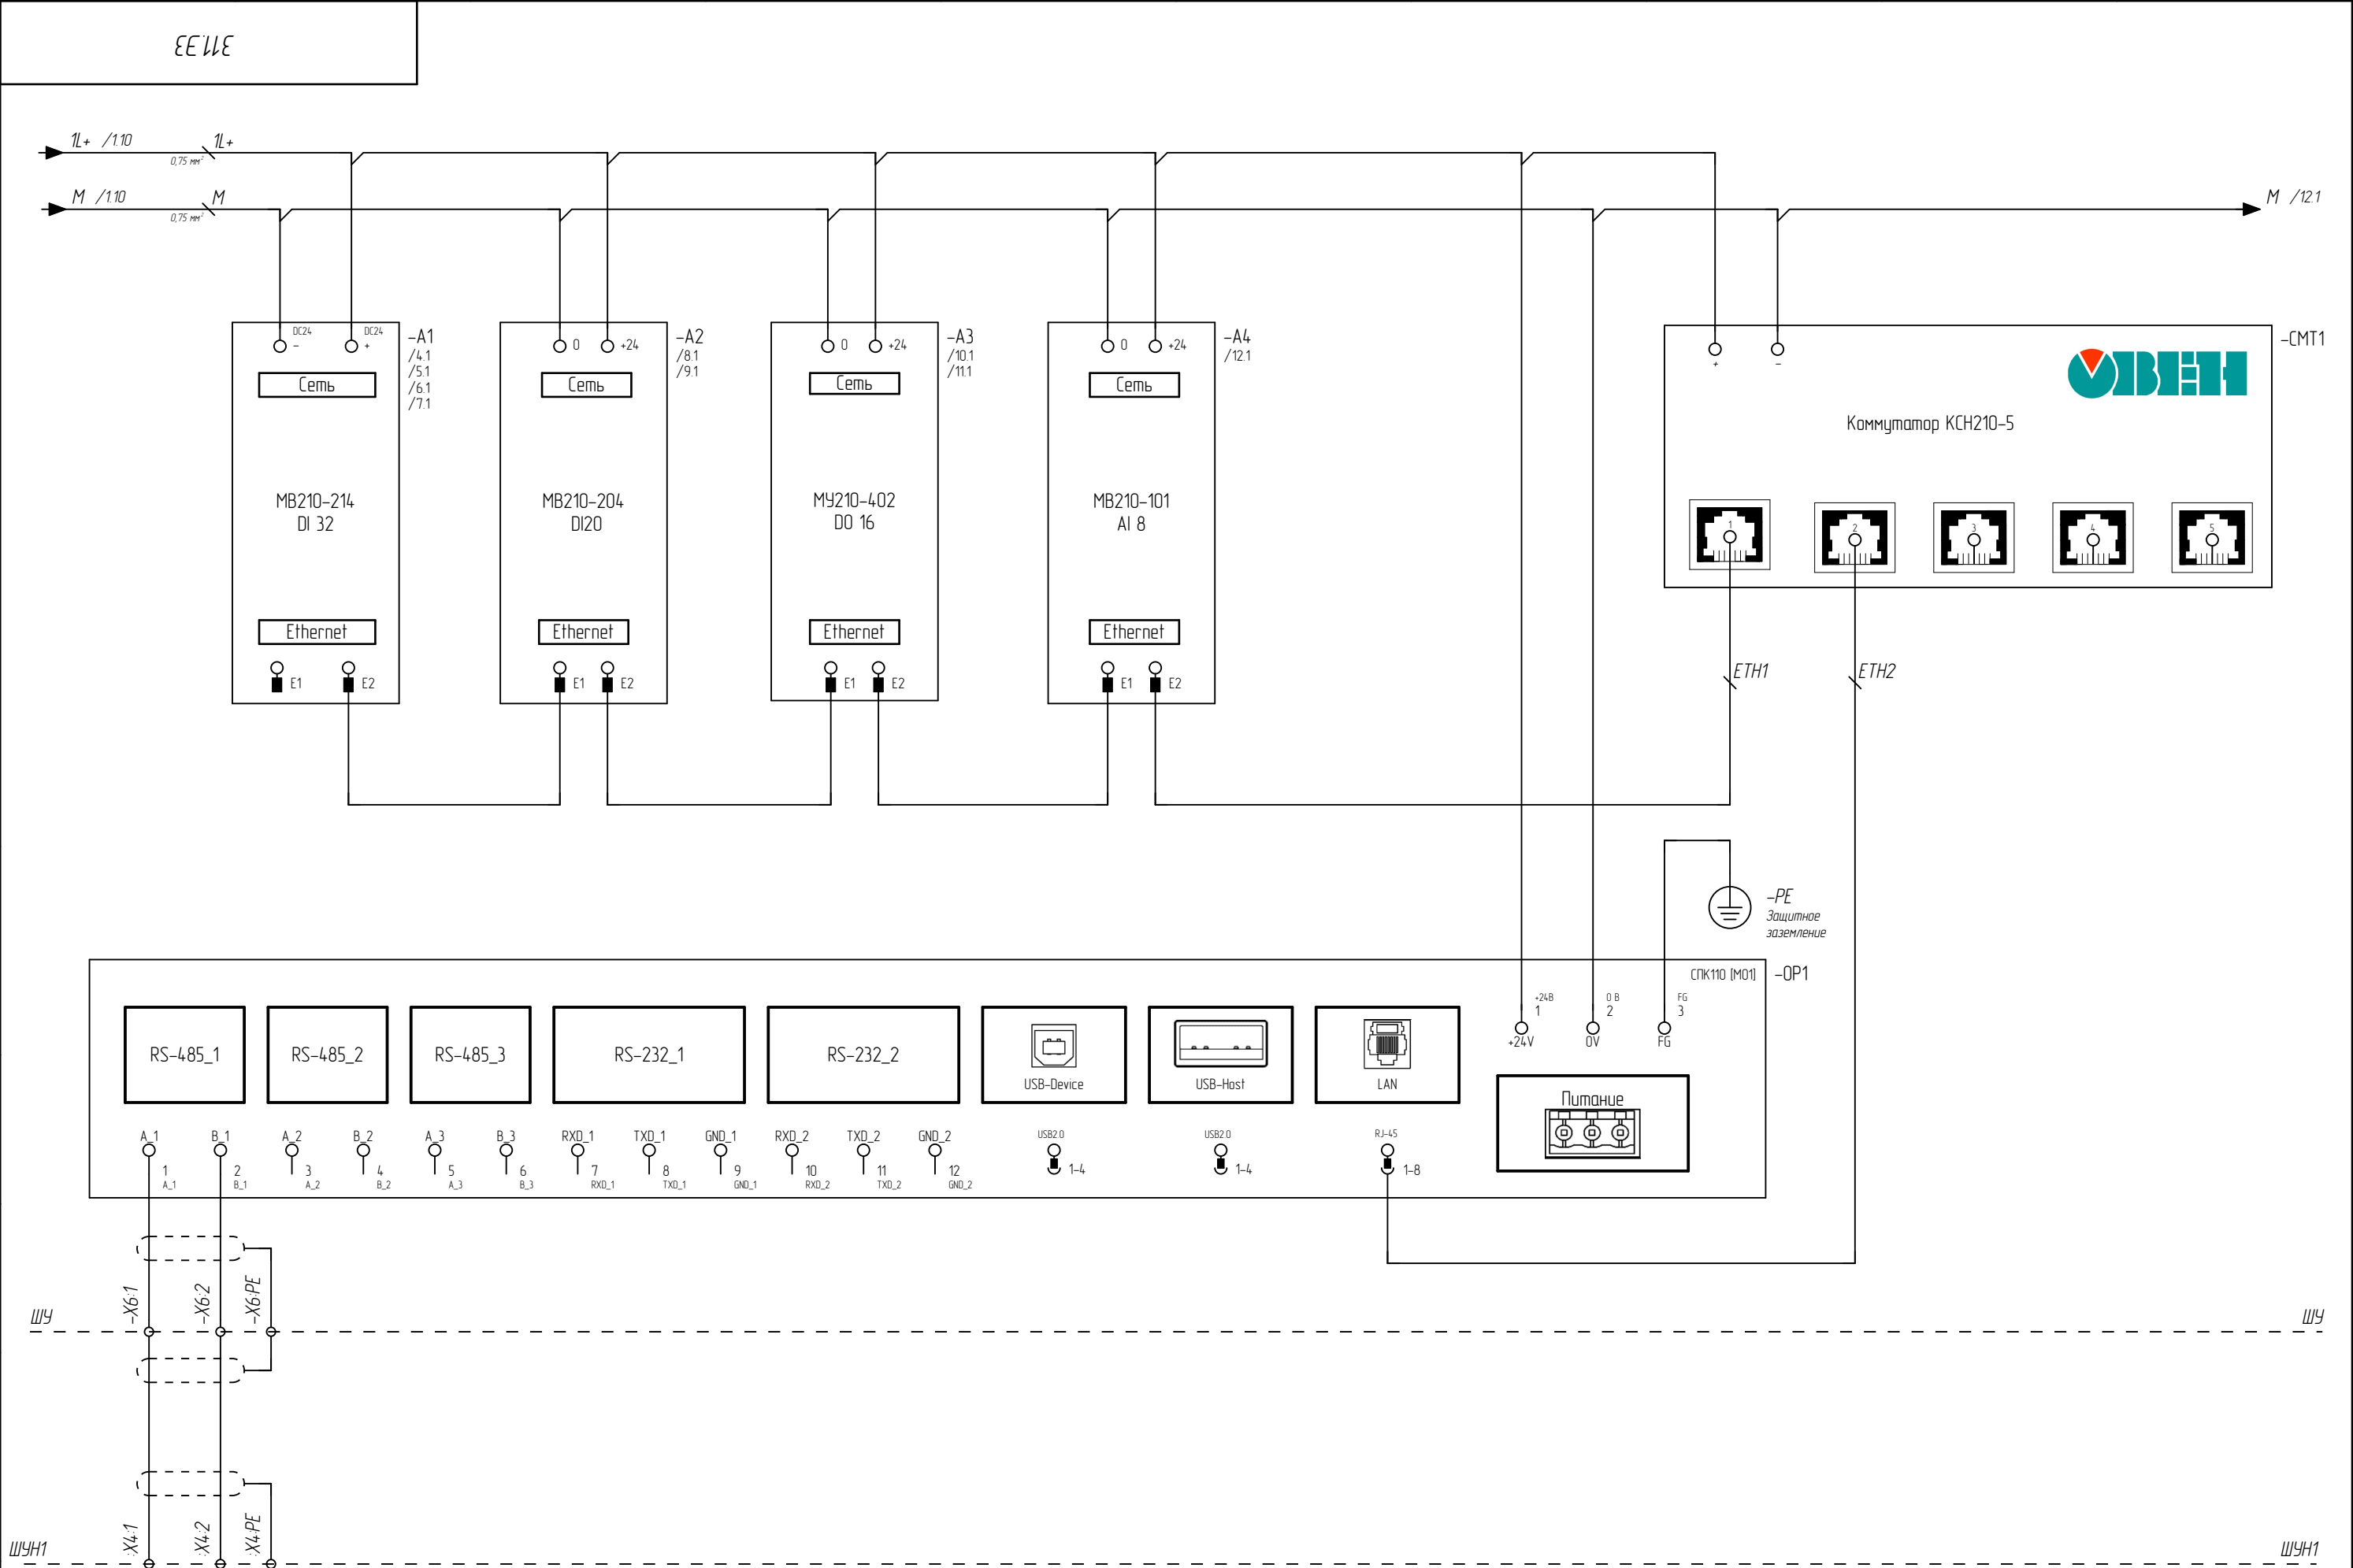 311.33
1L+ /1.10
0,75 мм²
1L+
M /1.10
0,75 мм²
M
M /12.1
DC24
–
DC24
+
–A1
/4.1
/5.1
/6.1
/7.1
Сеть
МВ210–214
DI 32
Ethernet
E1
E2
0
+24
–A2
/8.1
/9.1
Сеть
МВ210–204
DI20
Ethernet
E1
E2
0
+24
–A3
/10.1
/11.1
Сеть
МУ210–402
DO 16
Ethernet
E1
E2
0
+24
–A4
/12.1
Сеть
МВ210–101
AI 8
Ethernet
E1
E2
+
–
–CMT1
ОВЕН
Коммутатор КСН210–5
1
2
3
4
5
ETH1
ETH2
–PE
Защитное
заземление
СПК110 [М01]
–OP1
RS–485_1
RS–485_2
RS–485_3
RS–232_1
RS–232_2
USB–Device
USB–Host
LAN
+24В
1
+24V
0 В
2
0V
FG
3
FG
Питание
A_1
B_1
A_2
B_2
A_3
B_3
RXD_1
TXD_1
GND_1
RXD_2
TXD_2
GND_2
USB2.0
USB2.0
RJ–45
1
2
3
4
5
6
7
8
9
10
11
12
1–4
1–4
1–8
A_1
B_1
A_2
B_2
A_3
B_3
RXD_1
TXD_1
GND_1
RXD_2
TXD_2
GND_2
–X6:1
–X6:2
–X6:PE
ШУ
ШУ
:X4:1
:X4:2
:X4:PE
ШУН1
ШУН1